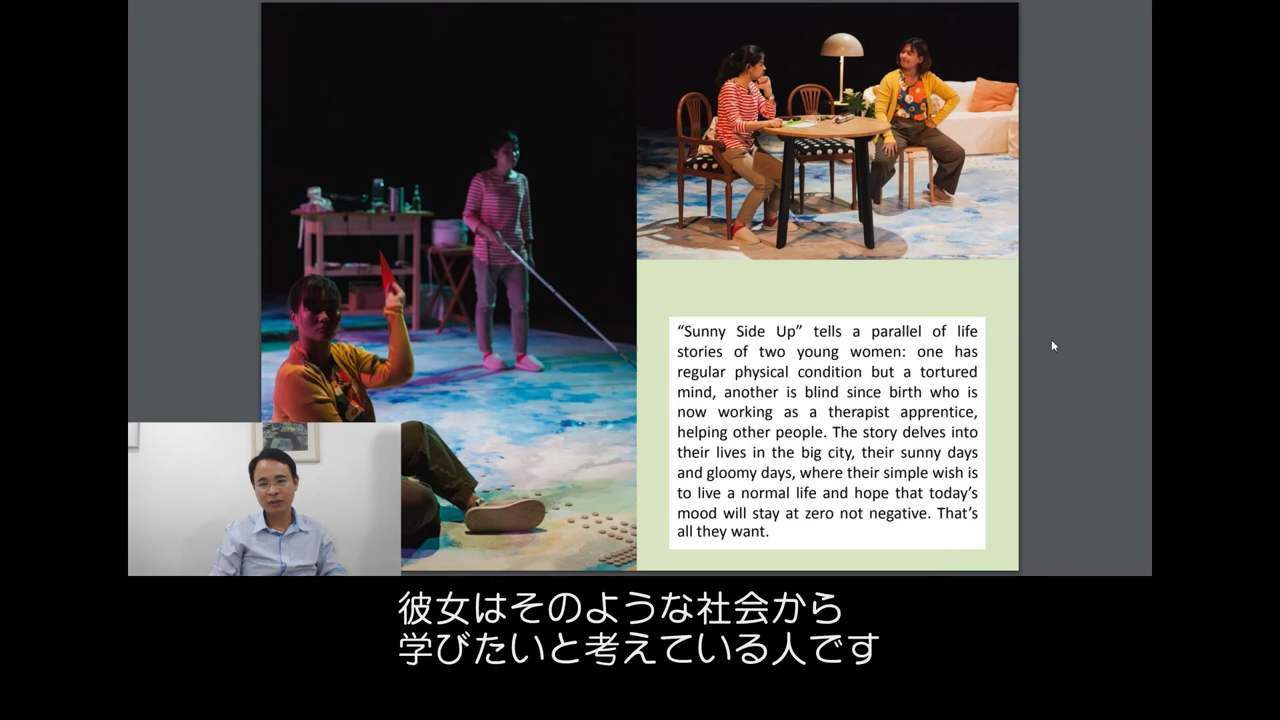 “Sunny Side Up” tells a parallel of life
stories of two young women: one has
regular physical condition but a tortured
mind, another is blind since birth who is
now working as a therapist apprentice,
helping other people. The story delves into
their lives in the big city, their sunny days
and gloomy days, where their simple wish is
to live a normal life and hope that today’s
mood will stay at zero not negative. That’s
all they want.
彼女はそのような社会から
学びたいと考えている人です